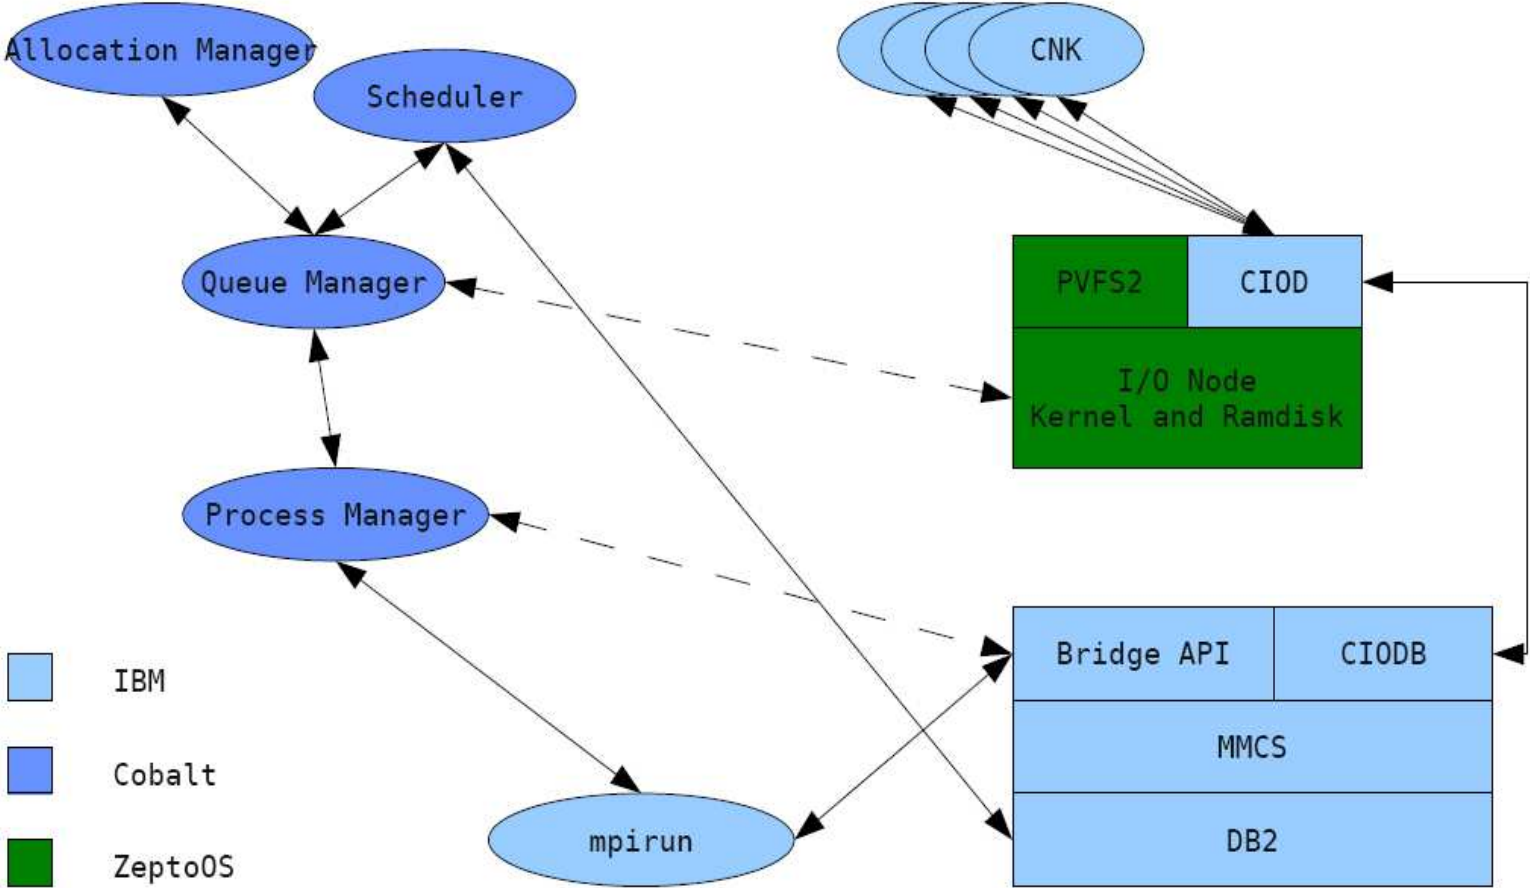 Allocation Manager
Scheduler
CNK
Queue Manager
PVFS2
CIOD
I/O Node
Kernel and Ramdisk
Process Manager
Bridge API
CIODB
MMCS
DB2
mpirun
IBM
Cobalt
ZeptoOS